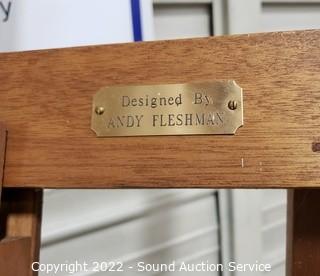 y
Designed By
ANDY FLESHMAN
Copyright 2022 - Sound Auction Service